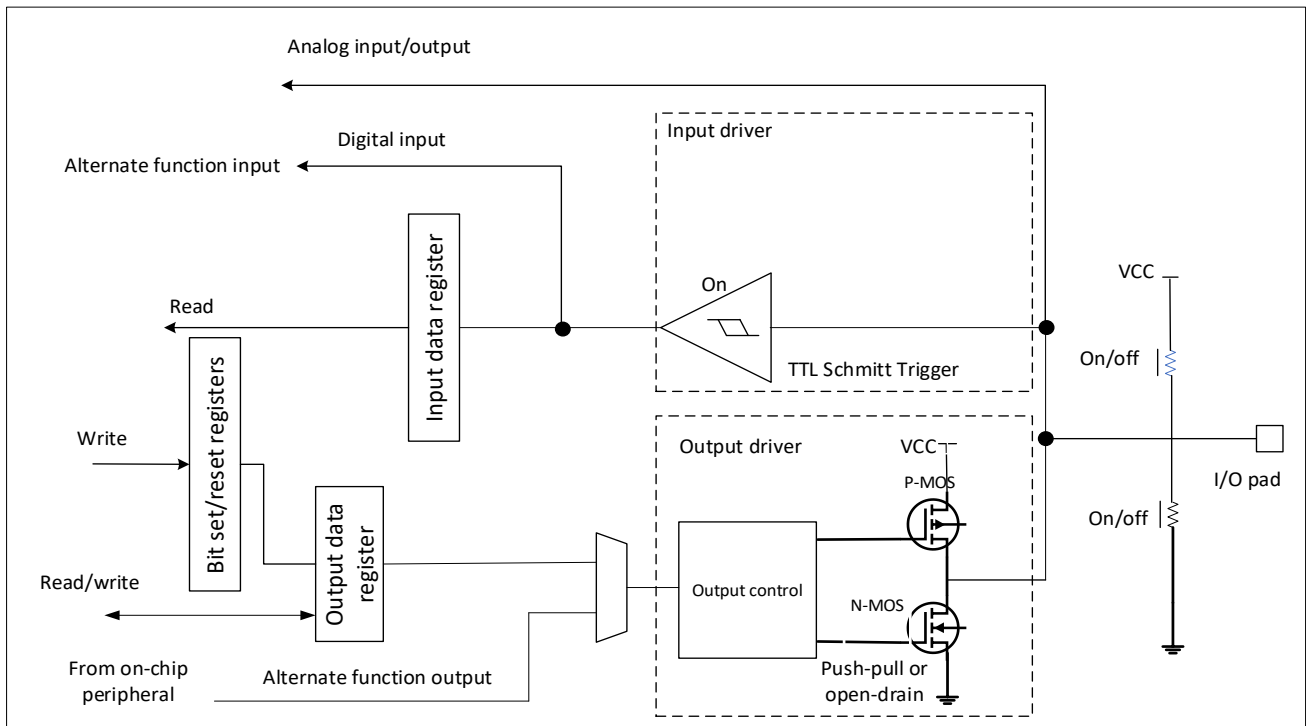 Analog input/output
Input driver
Digital input
Alternate function input
Input data register
On
VCC
Read
TTL Schmitt Trigger
On/off
Bit set/reset registers
Write
Output driver
VCC
I/O pad
P-MOS
Output data
register
On/off
Read/write
Output control
N-MOS
From on-chip
peripheral
Alternate function output
Push-pull or
open-drain